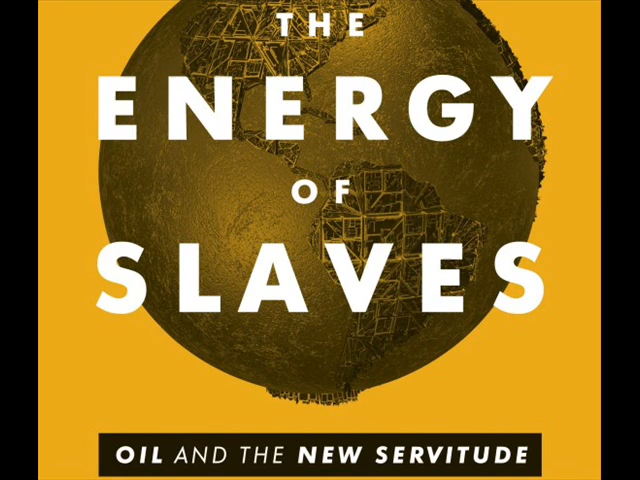 THE
ENERGY
OF
SLAVES
OIL AND THE NEW SERVITUDE